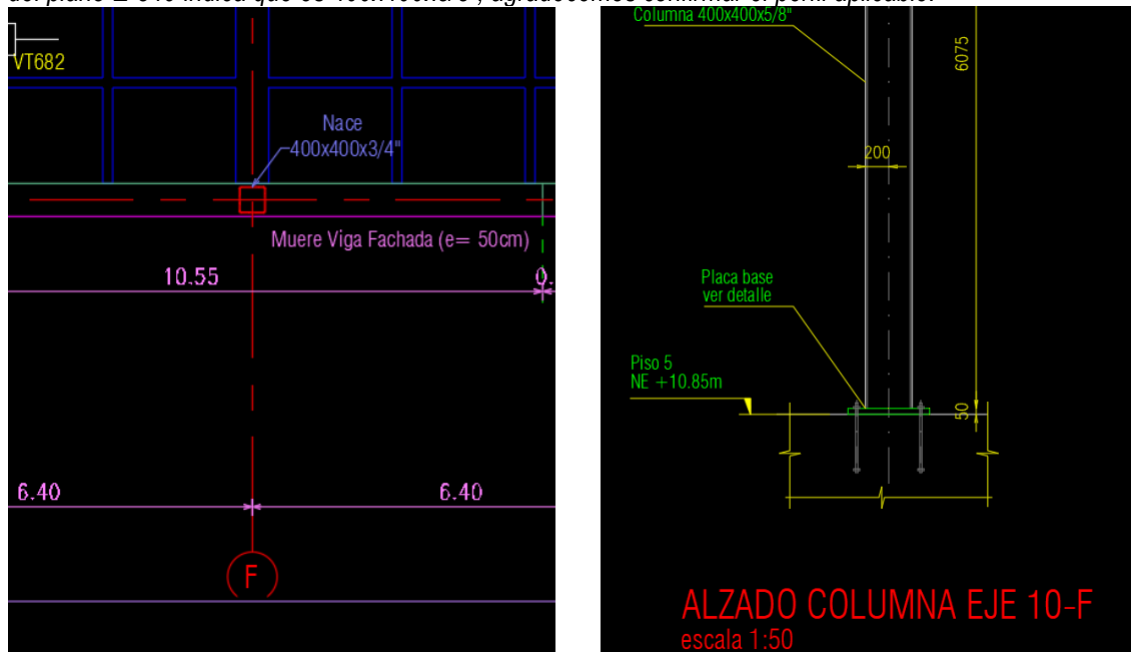 VT682
Nace
400x400x3/4"
Muere Viga Fachada (e= 50cm)
10.55
0.
6.40
6.40
F
Columna 400x400x5/8"
6075
200
Placa base
ver detalle
Piso 5
NE +10.85m
50
ALZADO COLUMNA EJE 10-F
escala 1:50